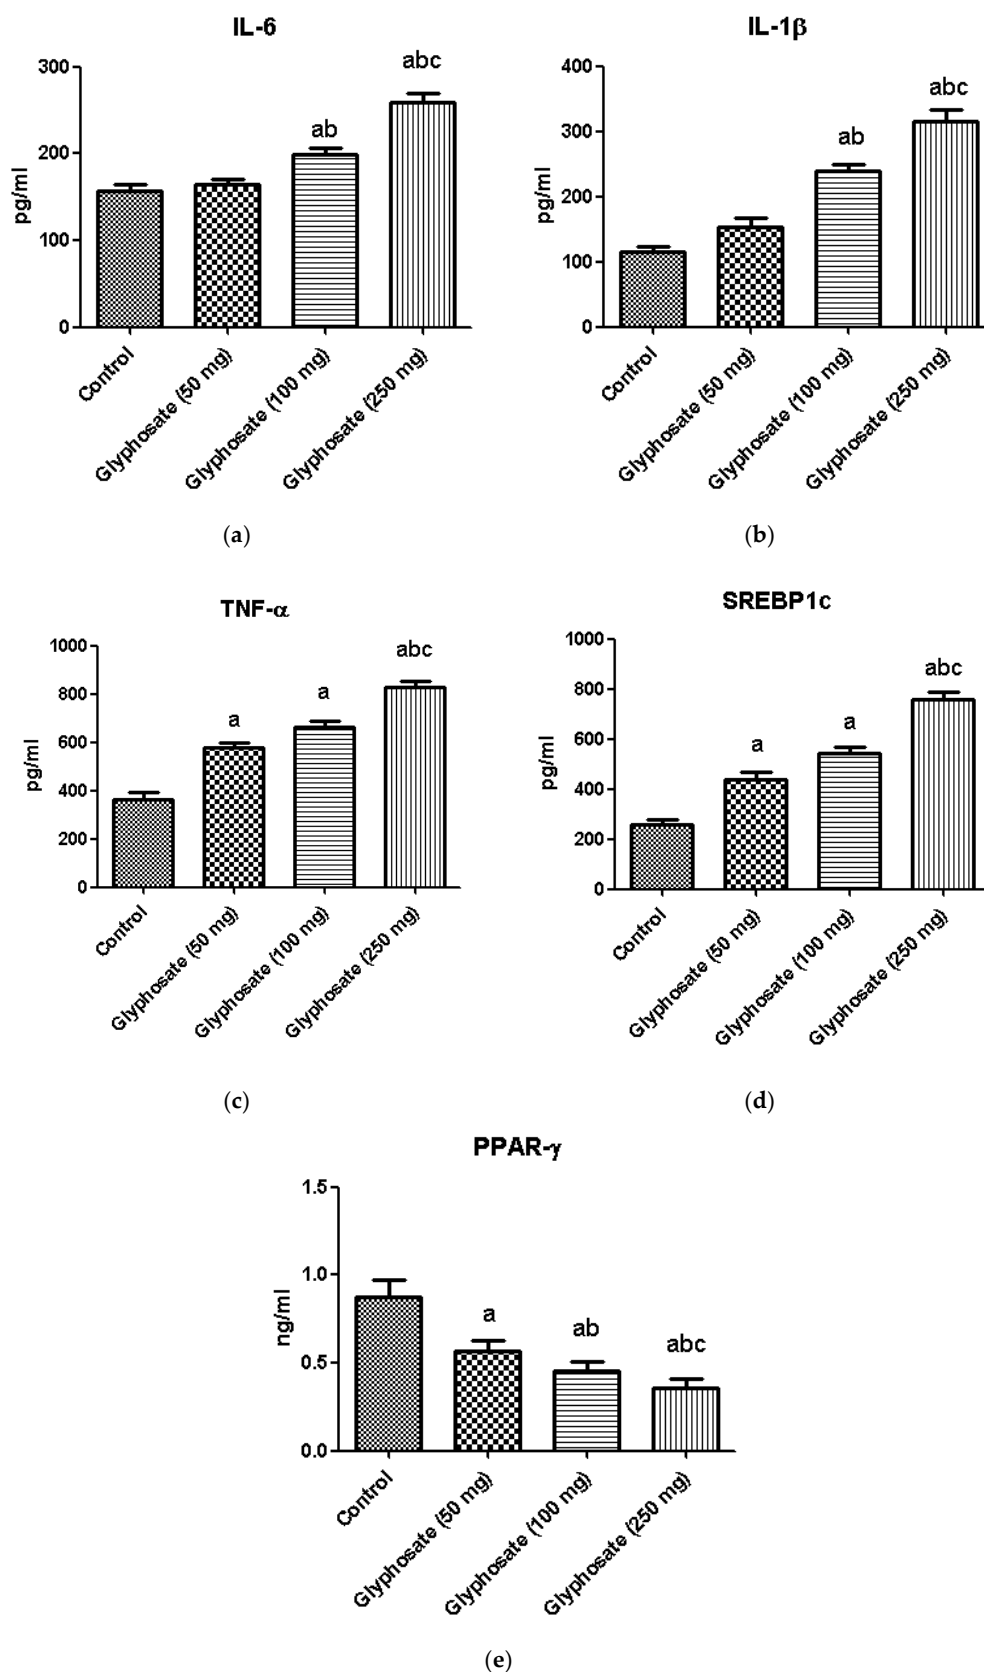 IL-6
300
200
100
0
pg/ml
ab
abc
Control
Glyphosate (50 mg)
Glyphosate (100 mg)
Glyphosate (250 mg)
(a)
IL-1β
400
300
200
100
0
pg/ml
ab
abc
Control
Glyphosate (50 mg)
Glyphosate (100 mg)
Glyphosate (250 mg)
(b)
TNF-α
1000
800
600
400
200
0
pg/ml
a
a
abc
Control
Glyphosate (50 mg)
Glyphosate (100 mg)
Glyphosate (250 mg)
(c)
SREBP1c
1000
800
600
400
200
0
pg/ml
a
a
abc
Control
Glyphosate (50 mg)
Glyphosate (100 mg)
Glyphosate (250 mg)
(d)
PPAR-γ
1.5
1.0
0.5
0.0
ng/ml
a
ab
abc
Control
Glyphosate (50 mg)
Glyphosate (100 mg)
Glyphosate (250 mg)
(e)